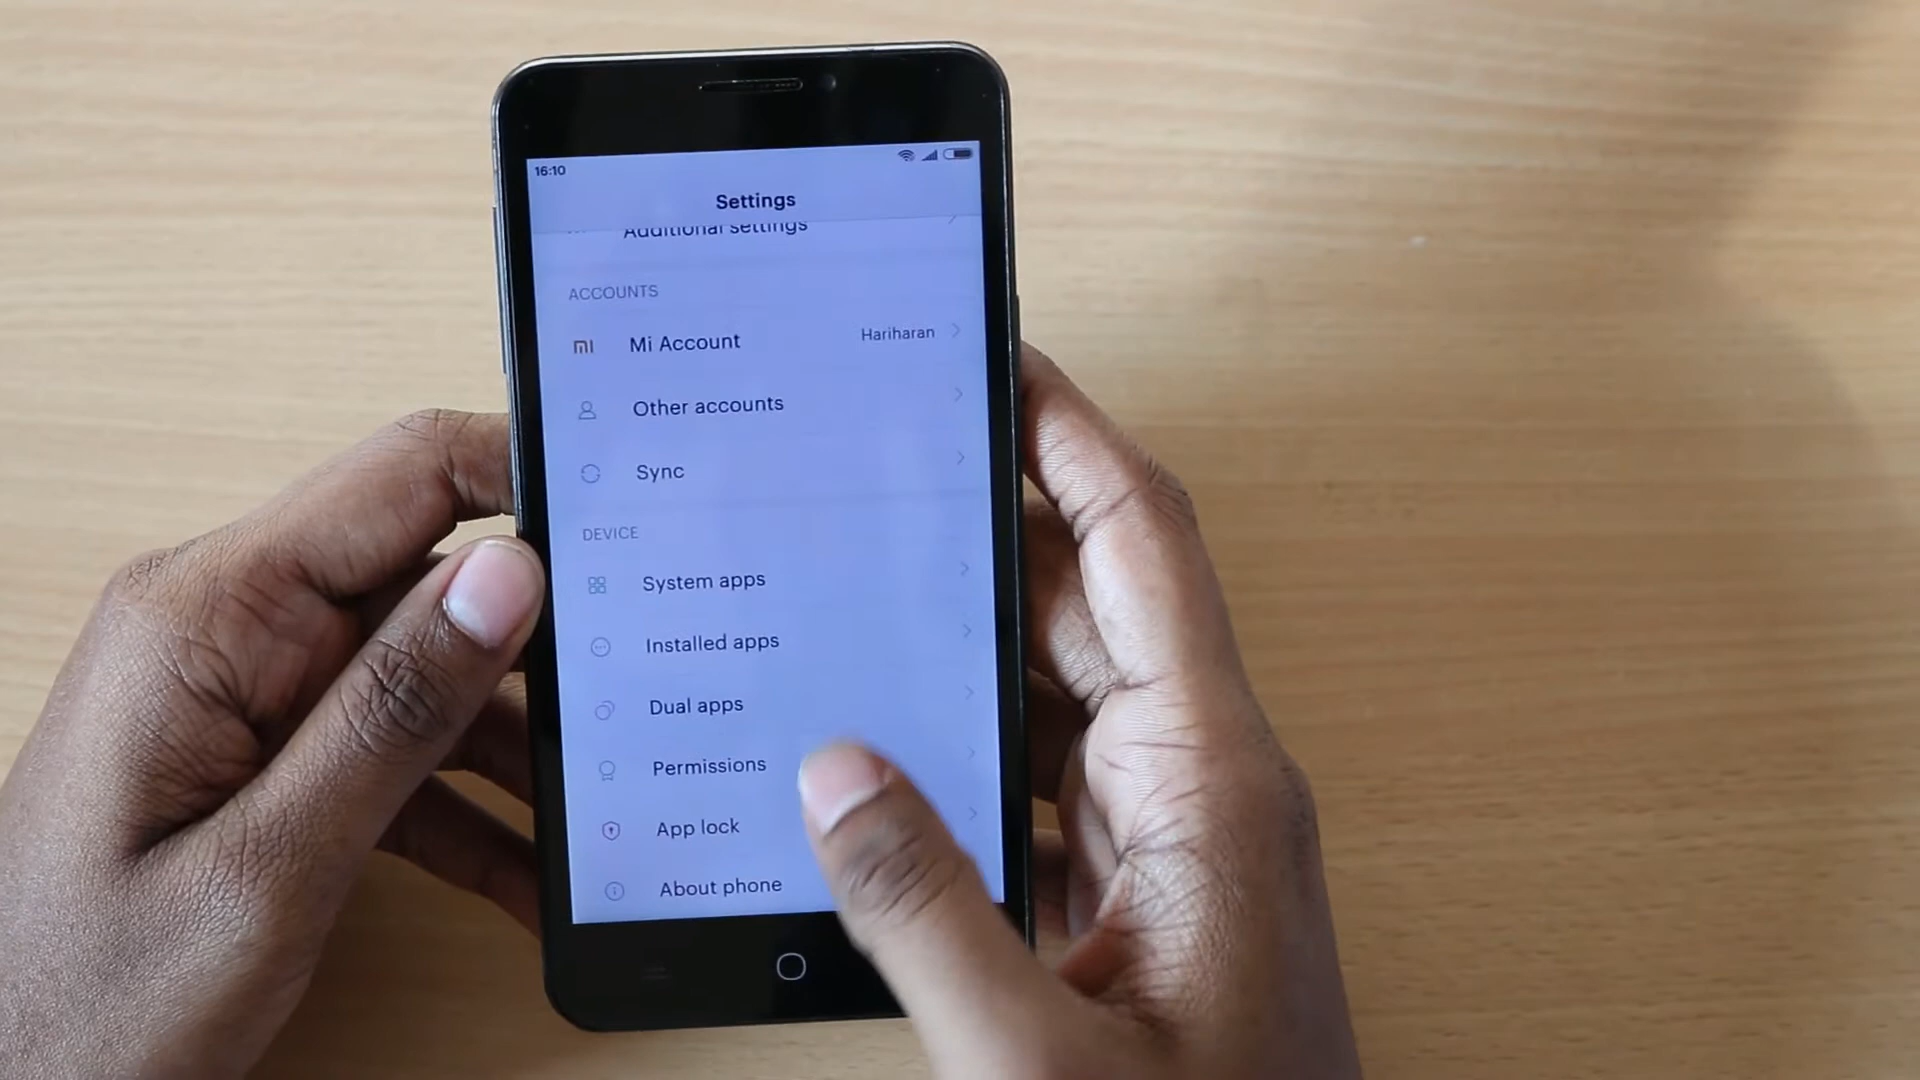 16:10
Settings
Additional settings
ACCOUNTS
mi Mi Account Hariharan
Other accounts
Sync
DEVICE
System apps
Installed apps
Dual apps
Permissions
App lock
About phone